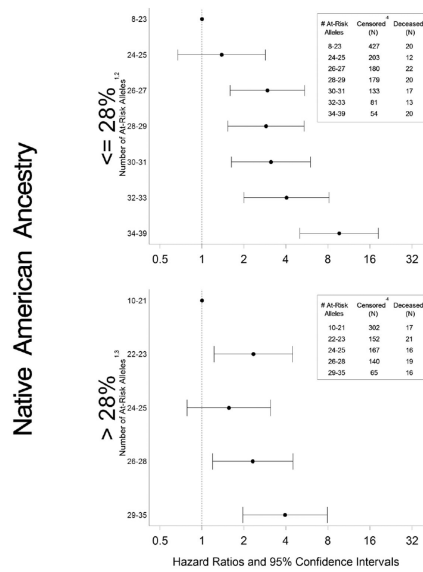 Native American Ancestry
<= 28% 1,2
Number of At-Risk Alleles
8-23
24-25
26-27
28-29
30-31
32-33
34-39
0.5 1 2 4 8 16 32
# At-Risk Censored 4 Deceased
Alleles (N) (N)
8-23 427 20
24-25 203 12
26-27 180 22
28-29 179 20
30-31 133 17
32-33 81 13
34-39 54 20
> 28% 1,3
Number of At-Risk Alleles
10-21
22-23
24-25
26-28
29-35
0.5 1 2 4 8 16 32
# At-Risk Censored 4 Deceased
Alleles (N) (N)
10-21 302 17
22-23 152 21
24-25 167 16
26-28 140 19
29-35 65 16
Hazard Ratios and 95% Confidence Intervals